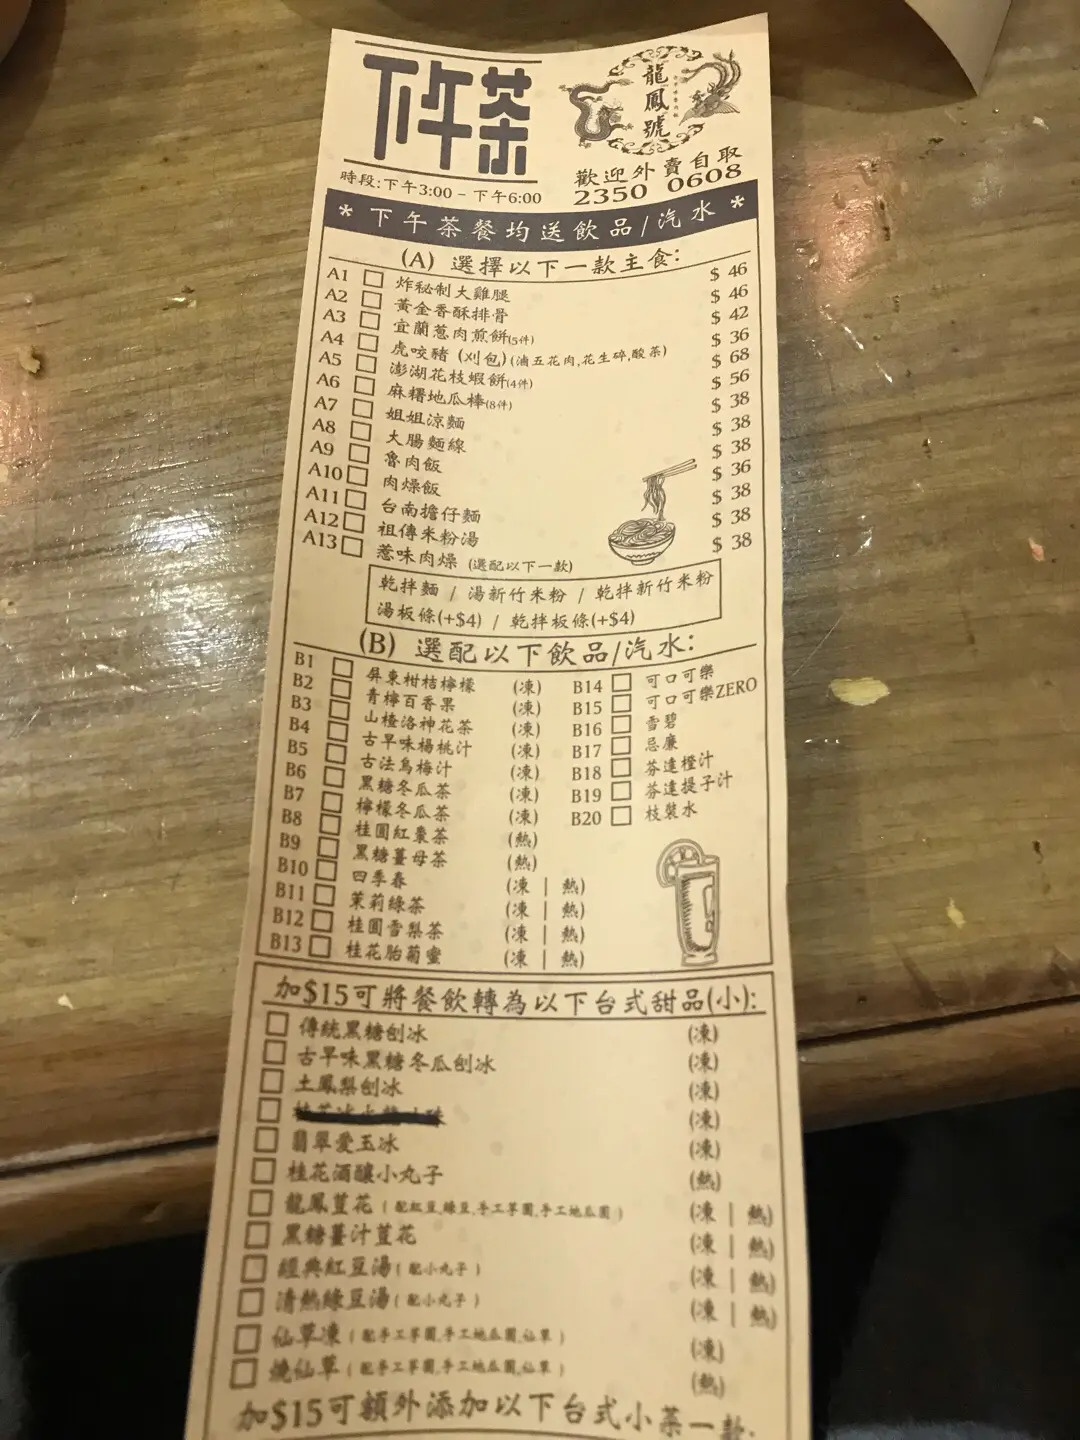 下午茶
龍鳳號
時段:下午3:00 - 下午6:00
歡迎外賣自取
2350 0608
* 下午茶餐均送飲品/汽水 *
(A) 選擇以下一款主食:
A1 炸秘制大雞腿 $ 46
A2 黃金香酥排骨 $ 46
A3 宜蘭蔥肉煎餅(5件) $ 42
A4 虎咬豬 (刈包) (滷五花肉,花生碎,酸菜) $ 36
A5 澎湖花枝蝦餅(4件) $ 68
A6 麻糬地瓜棒(8件) $ 56
A7 姐姐涼麵 $ 38
A8 大腸麵線 $ 38
A9 魯肉飯 $ 38
A10 肉燥飯 $ 36
A11 台南擔仔麵 $ 38
A12 祖傳米粉湯 $ 38
A13 惹味肉燥 (選配以下一款) $ 38
乾拌麵 / 湯新竹米粉 / 乾拌新竹米粉
湯板條(+$4) / 乾拌板條(+$4)
(B) 選配以下飲品/汽水:
B1 屏東柑桔檸檬 (凍)
B2 青檸百香果 (凍)
B3 山楂洛神花茶 (凍)
B4 古早味楊桃汁 (凍)
B5 古法烏梅汁 (凍)
B6 黑糖冬瓜茶 (凍)
B7 檸檬冬瓜茶 (凍)
B8 桂圓紅棗茶 (熱)
B9 黑糖薑母茶 (熱)
B10 四季春 (凍 | 熱)
B11 茉莉綠茶 (凍 | 熱)
B12 桂圓雪梨茶 (凍 | 熱)
B13 桂花胎菊蜜 (凍 | 熱)
B14 可口可樂
B15 可口可樂ZERO
B16 雪碧
B17 忌廉
B18 芬達橙汁
B19 芬達提子汁
B20 枝裝水
加$15可將餐飲轉為以下台式甜品(小):
傳統黑糖刨冰 (凍)
古早味黑糖冬瓜刨冰 (凍)
土鳳梨刨冰 (凍)
(凍)
翡翠愛玉冰 (凍)
桂花酒釀小丸子 (熱)
龍鳳荳花 (配紅豆,綠豆,手工芋圓,手工地瓜圓) (凍 | 熱)
黑糖薑汁荳花 (凍 | 熱)
經典紅豆湯(配小丸子) (凍 | 熱)
清熱綠豆湯(配小丸子) (凍 | 熱)
仙草凍 (配手工芋圓,手工地瓜圓,仙草) (凍)
燒仙草 (配手工芋圓,手工地瓜圓,仙草) (熱)
加$15可額外添加以下台式小菜一款: